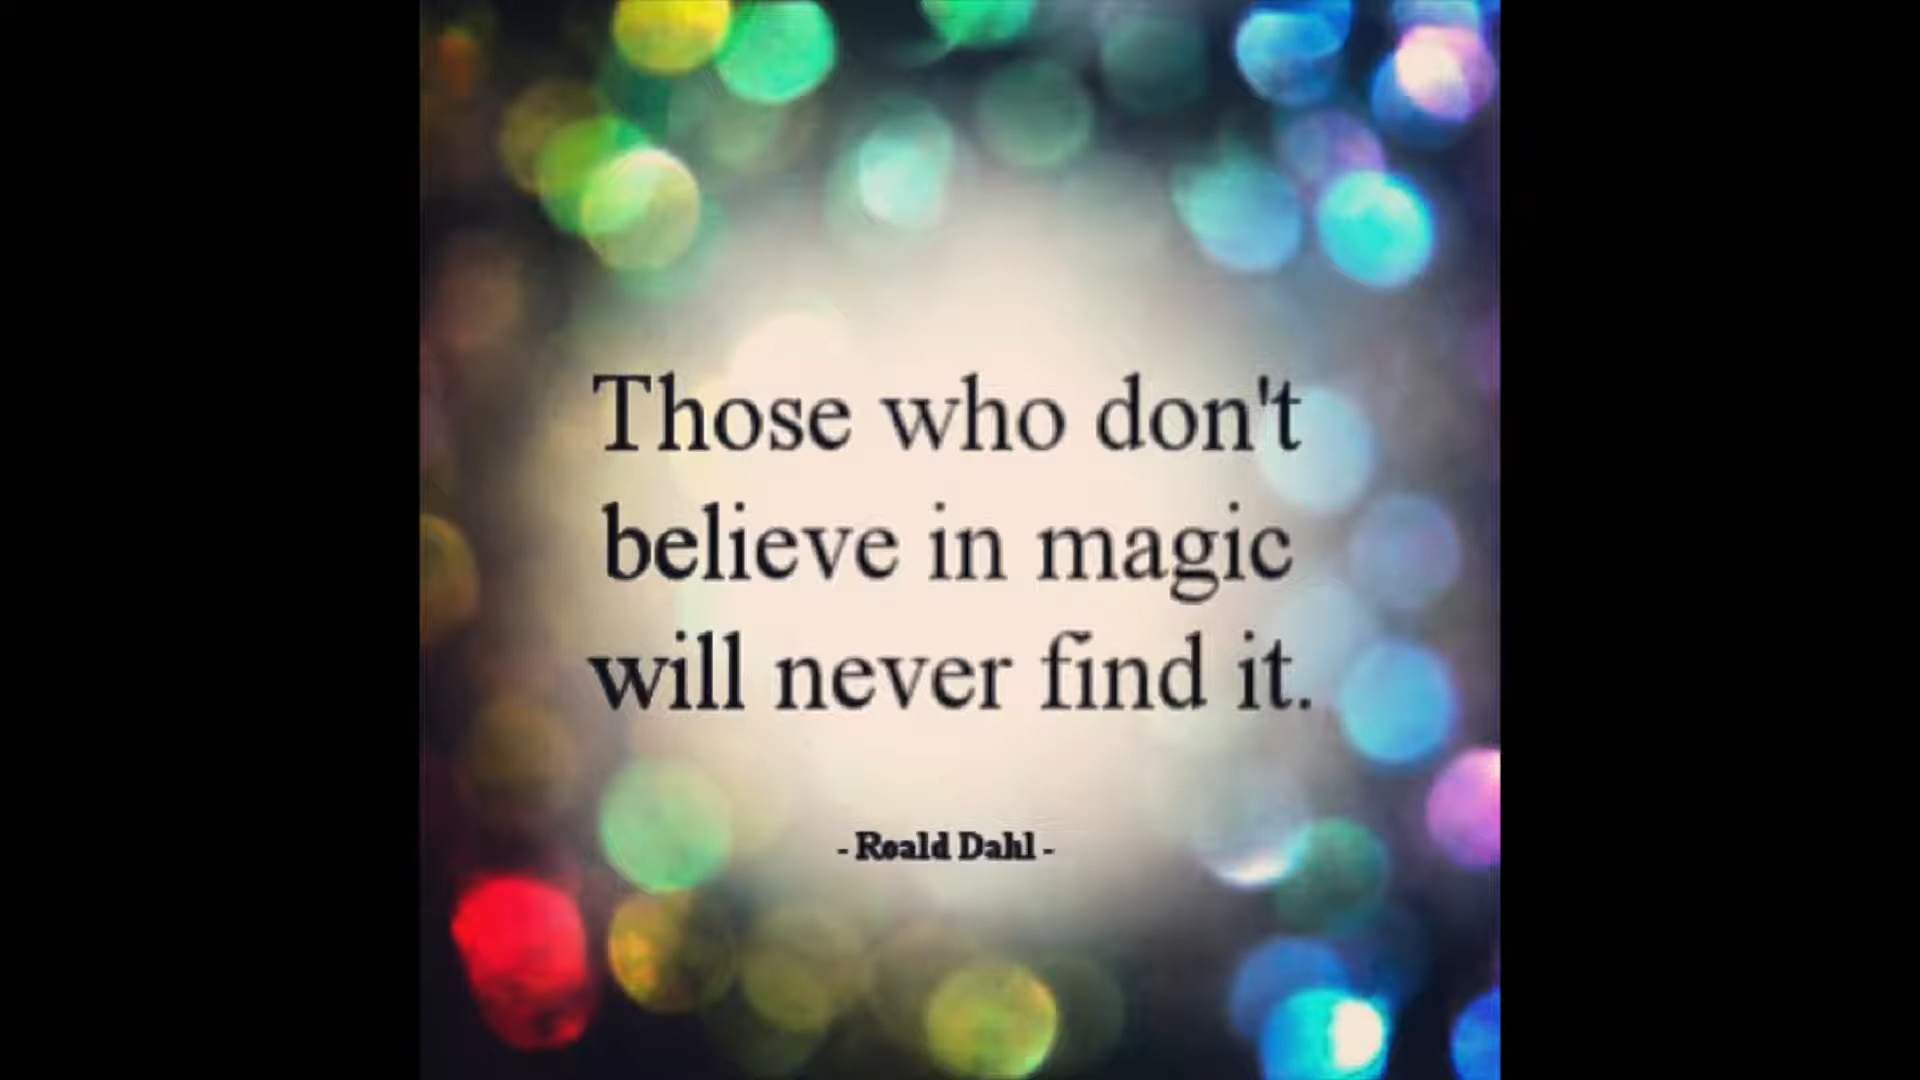 Those who don't
believe in magic
will never find it.
- Roald Dahl -